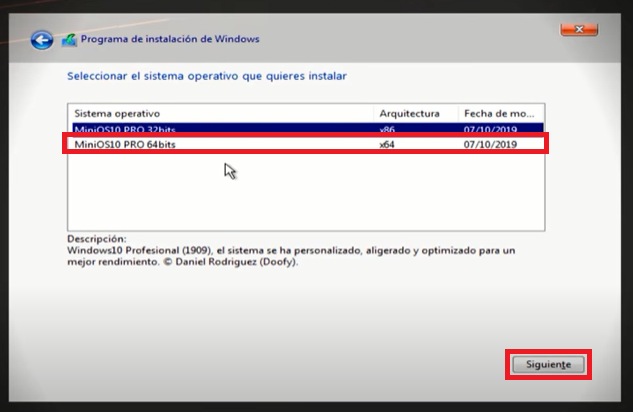 Programa de instalación de Windows
Seleccionar el sistema operativo que quieres instalar
Sistema operativo Arquitectura Fecha de mo...
MiniOS10 PRO 32bits x86 07/10/2019
MiniOS10 PRO 64bits x64 07/10/2019
Descripción:
Windows10 Profesional (1909), el sistema se ha personalizado, aligerado y optimizado para un
mejor rendimiento. © Daniel Rodriguez (Doofy).
Siguiente